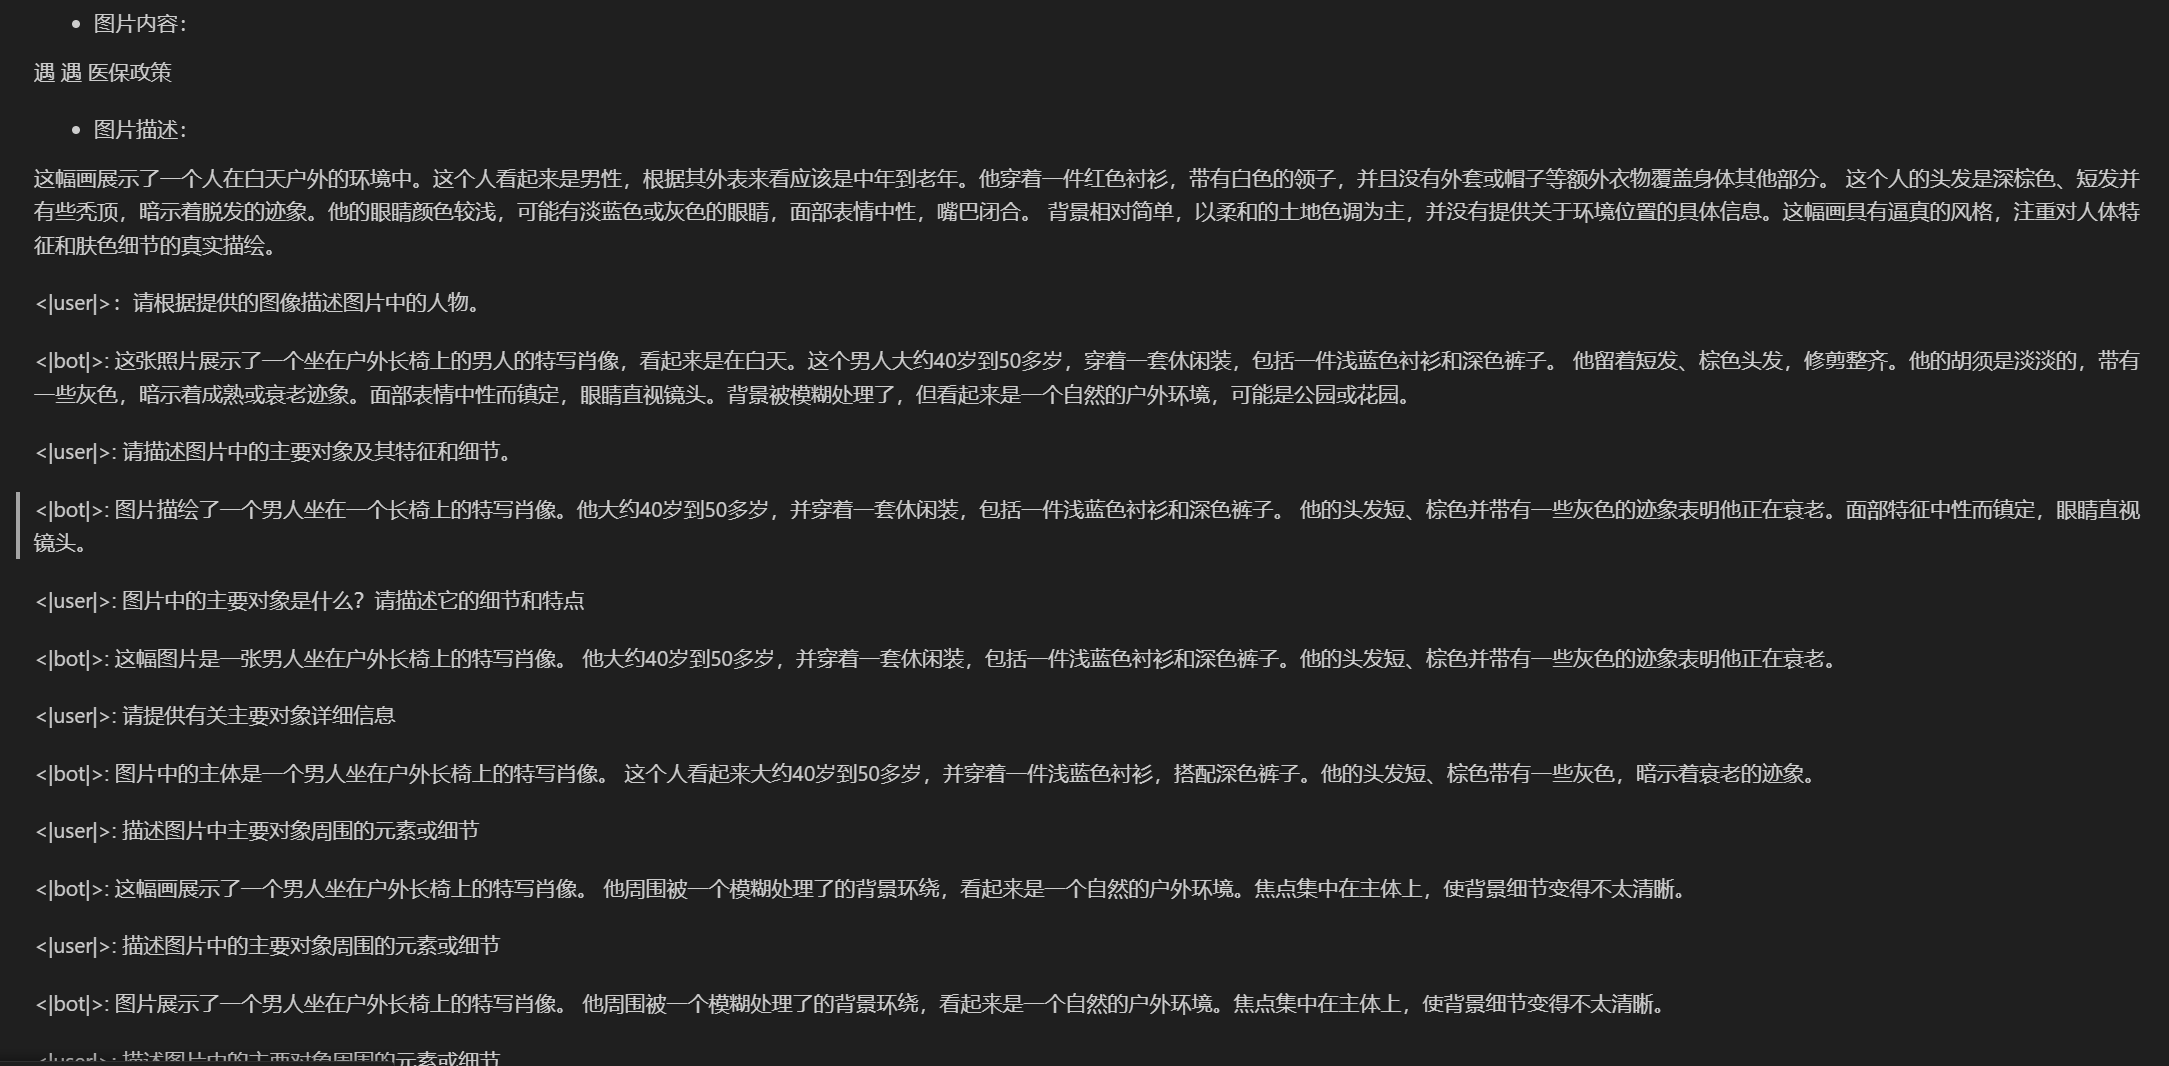 • 图片内容：
遇 遇 医保政策
• 图片描述：
这幅画展示了一个人在白天户外的环境中。这个人看起来是男性，根据其外表来看应该是中年到老年。他穿着一件红色衬衫，带有白色的领子，并且没有外套或帽子等额外衣物覆盖身体其他部分。 这个人的头发是深棕色、短发并
有些秃顶，暗示着脱发的迹象。他的眼睛颜色较浅，可能有淡蓝色或灰色的眼睛，面部表情中性，嘴巴闭合。 背景相对简单，以柔和的土地色调为主，并没有提供关于环境位置的具体信息。这幅画具有逼真的风格，注重对人体特
征和肤色细节的真实描绘。
<|user|>：请根据提供的图像描述图片中的人物。
<|bot|>: 这张照片展示了一个坐在户外长椅上的男人的特写肖像，看起来是在白天。这个男人大约40岁到50多岁，穿着一套休闲装，包括一件浅蓝色衬衫和深色裤子。 他留着短发、棕色头发，修剪整齐。他的胡须是淡淡的，带有
一些灰色，暗示着成熟或衰老迹象。面部表情中性而镇定，眼睛直视镜头。背景被模糊处理了，但看起来是一个自然的户外环境，可能是公园或花园。
<|user|>: 请描述图片中的主要对象及其特征和细节。
<|bot|>: 图片描绘了一个男人坐在一个长椅上的特写肖像。他大约40岁到50多岁，并穿着一套休闲装，包括一件浅蓝色衬衫和深色裤子。 他的头发短、棕色并带有一些灰色的迹象表明他正在衰老。面部特征中性而镇定，眼睛直视
镜头。
<|user|>: 图片中的主要对象是什么？请描述它的细节和特点
<|bot|>: 这幅图片是一张男人坐在户外长椅上的特写肖像。 他大约40岁到50多岁，并穿着一套休闲装，包括一件浅蓝色衬衫和深色裤子。他的头发短、棕色并带有一些灰色的迹象表明他正在衰老。
<|user|>: 请提供有关主要对象详细信息
<|bot|>: 图片中的主体是一个男人坐在户外长椅上的特写肖像。 这个人看起来大约40岁到50多岁，并穿着一件浅蓝色衬衫，搭配深色裤子。他的头发短、棕色带有一些灰色，暗示着衰老的迹象。
<|user|>: 描述图片中主要对象周围的元素或细节
<|bot|>: 这幅画展示了一个男人坐在户外长椅上的特写肖像。 他周围被一个模糊处理了的背景环绕，看起来是一个自然的户外环境。焦点集中在主体上，使背景细节变得不太清晰。
<|user|>: 描述图片中的主要对象周围的元素或细节
<|bot|>: 图片展示了一个男人坐在户外长椅上的特写肖像。 他周围被一个模糊处理了的背景环绕，看起来是一个自然的户外环境。焦点集中在主体上，使背景细节变得不太清晰。
<|user|>: 描述图片中的主要对象周围的元素或细节